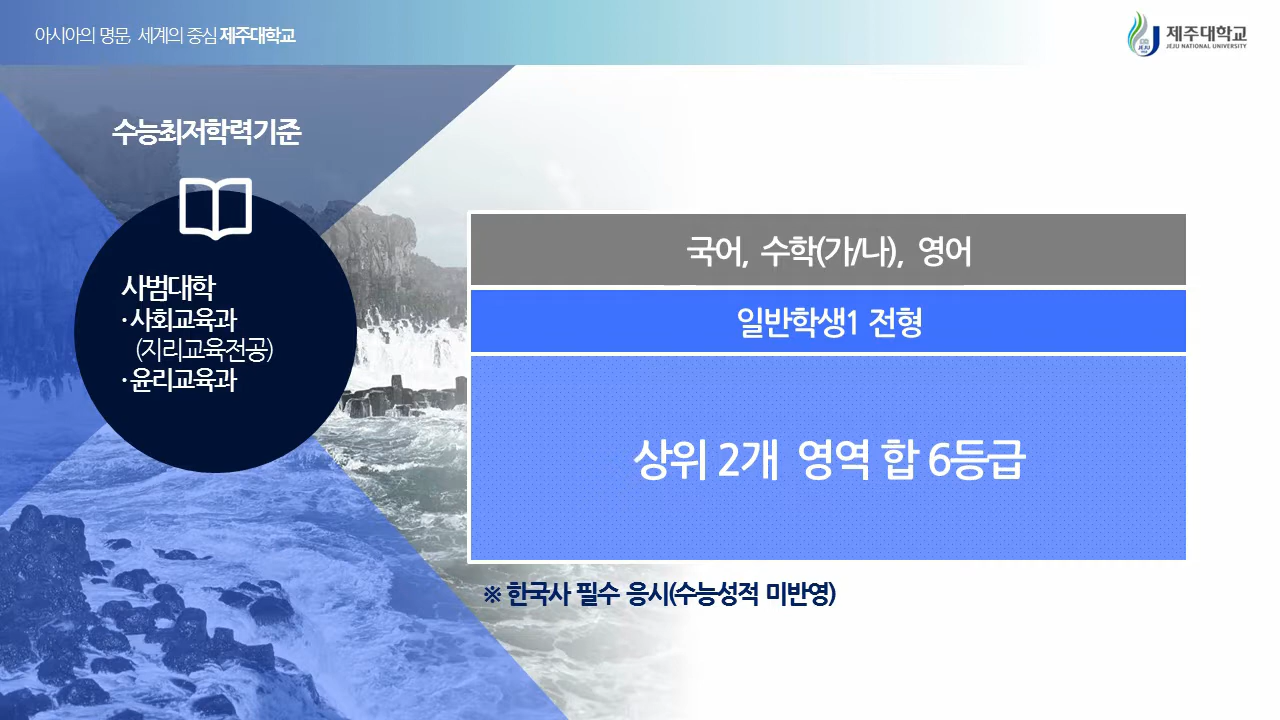 아시아의 명문, 세계의 중심 제주대학교
제주대학교
JEJU NATIONAL UNIVERSITY
JEJU
수능최저학력기준
사범대학
·사회교육과
(지리교육전공)
·윤리교육과
국어, 수학(가/나), 영어
일반학생1 전형
상위 2개 영역 합 6등급
※ 한국사 필수 응시(수능성적 미반영)